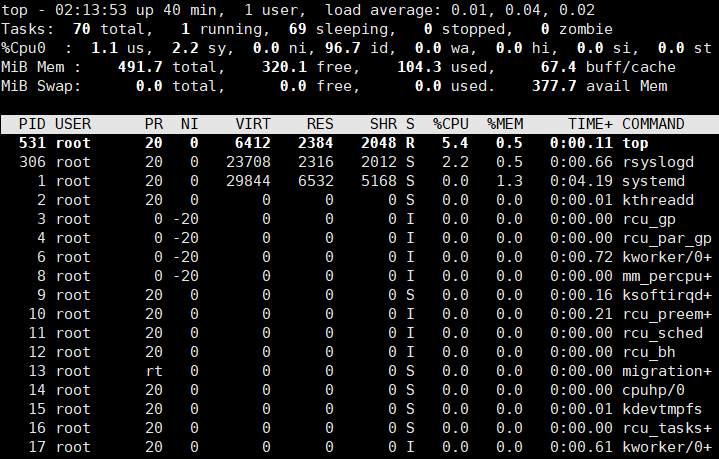 top - 02:13:53 up 40 min,  1 user,  load average: 0.01, 0.04, 0.02
Tasks:  70 total,   1 running,  69 sleeping,   0 stopped,   0 zombie
%Cpu0  :  1.1 us,  2.2 sy,  0.0 ni, 96.7 id,  0.0 wa,  0.0 hi,  0.0 si,  0.0 st
MiB Mem :    491.7 total,    320.1 free,    104.3 used,     67.4 buff/cache
MiB Swap:      0.0 total,      0.0 free,      0.0 used.    377.7 avail Mem
  PID USER      PR  NI    VIRT    RES    SHR S  %CPU  %MEM     TIME+ COMMAND
  531 root      20   0    6412   2384   2048 R   5.4   0.5   0:00.11 top
  306 root      20   0   23708   2316   2012 S   2.2   0.5   0:00.66 rsyslogd
    1 root      20   0   29844   6532   5168 S   0.0   1.3   0:04.19 systemd
    2 root      20   0       0      0      0 S   0.0   0.0   0:00.01 kthreadd
    3 root       0 -20       0      0      0 I   0.0   0.0   0:00.00 rcu_gp
    4 root       0 -20       0      0      0 I   0.0   0.0   0:00.00 rcu_par_gp
    6 root       0 -20       0      0      0 I   0.0   0.0   0:00.72 kworker/0+
    8 root       0 -20       0      0      0 I   0.0   0.0   0:00.00 mm_percpu+
    9 root      20   0       0      0      0 S   0.0   0.0   0:00.16 ksoftirqd+
   10 root      20   0       0      0      0 I   0.0   0.0   0:00.21 rcu_preem+
   11 root      20   0       0      0      0 I   0.0   0.0   0:00.00 rcu_sched
   12 root      20   0       0      0      0 I   0.0   0.0   0:00.00 rcu_bh
   13 root      rt   0       0      0      0 S   0.0   0.0   0:00.00 migration+
   14 root      20   0       0      0      0 S   0.0   0.0   0:00.00 cpuhp/0
   15 root      20   0       0      0      0 S   0.0   0.0   0:00.01 kdevtmpfs
   16 root      20   0       0      0      0 S   0.0   0.0   0:00.00 rcu_tasks+
   17 root      20   0       0      0      0 I   0.0   0.0   0:00.61 kworker/0+